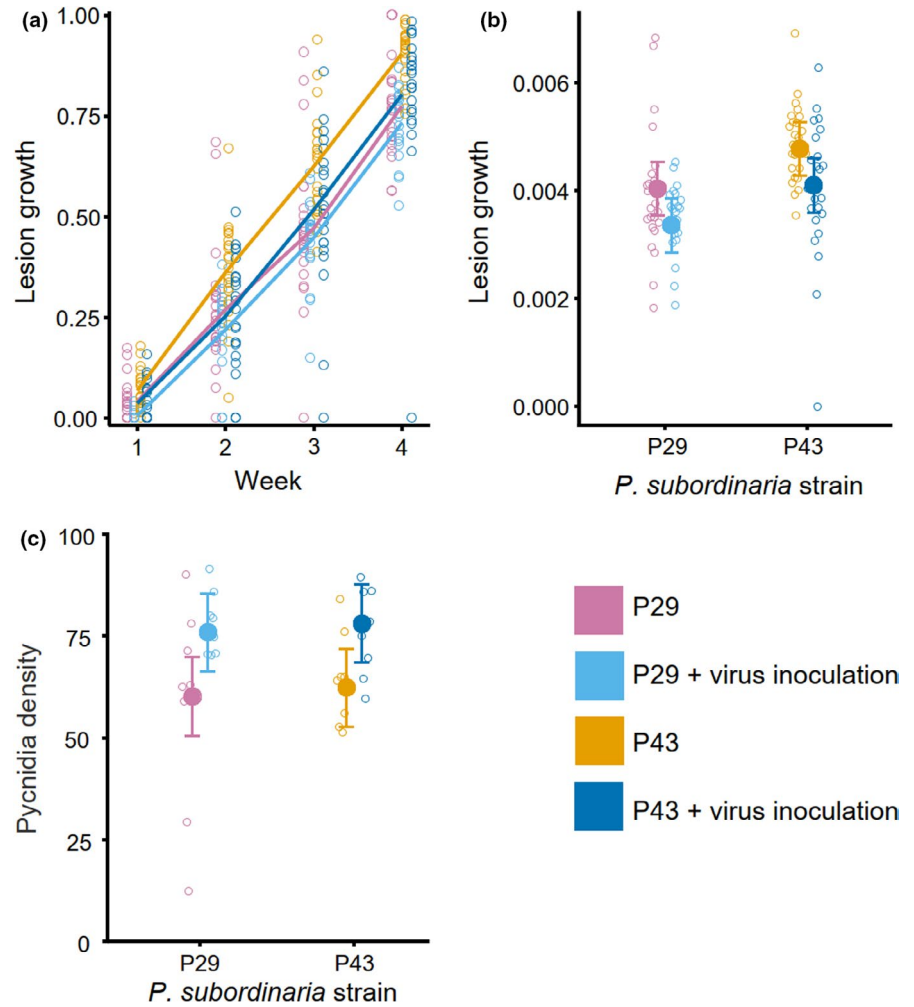 (a)
Lesion growth
1.00
0.75
0.50
0.25
0.00
1 2 3 4
Week
(b)
Lesion growth
0.006
0.004
0.002
0.000
P29 P43
P. subordinaria strain
(c)
Pycnidia density
100
75
50
25
0
P29 P43
P. subordinaria strain
P29
P29 + virus inoculation
P43
P43 + virus inoculation